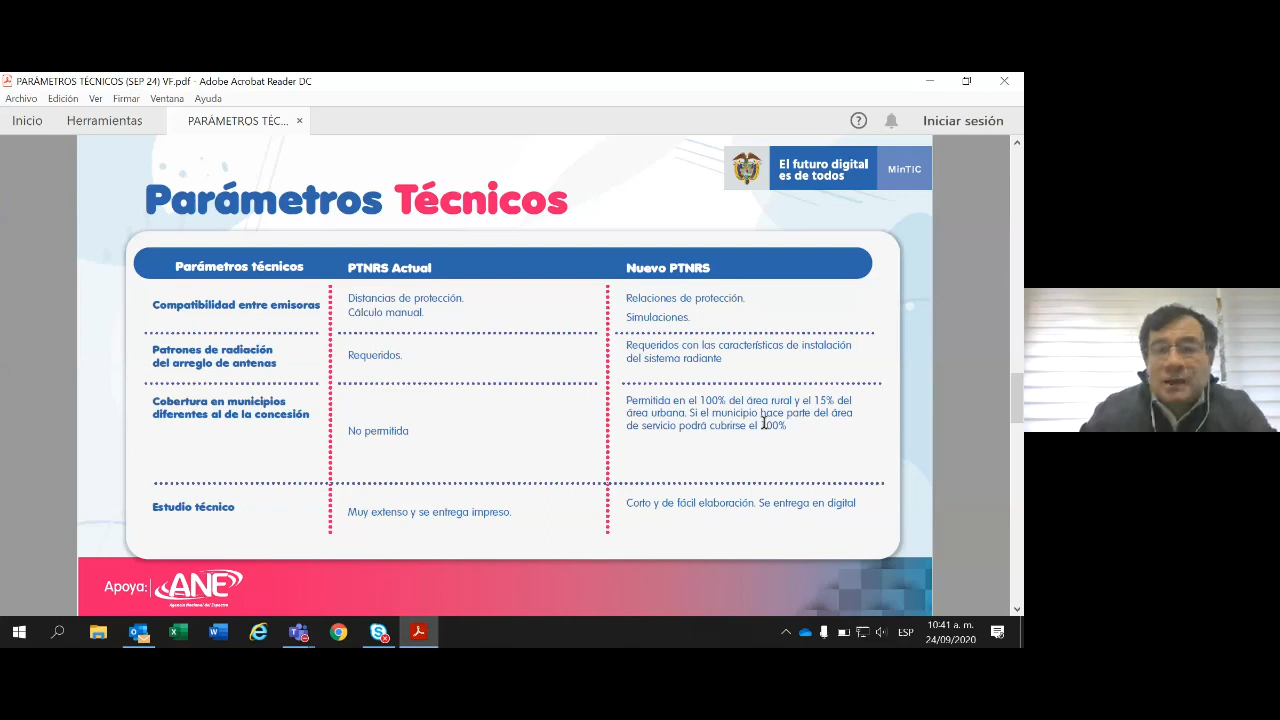 PARÁMETROS TÉCNICOS (SEP 24) VF.pdf - Adobe Acrobat Reader DC
Archivo Edición Ver Firmar Ventana Ayuda
Inicio Herramientas PARÁMETROS TÉC... × Iniciar sesión
El futuro digital
es de todos
MinTIC
Parámetros Técnicos
Parámetros técnicos PTNRS Actual Nuevo PTNRS
Compatibilidad entre emisoras
Distancias de protección.
Cálculo manual.
Relaciones de protección.
Simulaciones.
Patrones de radiación
del arreglo de antenas
Requeridos.
Requeridos con las características de instalación
del sistema radiante
Cobertura en municipios
diferentes al de la concesión
No permitida
Permitida en el 100% del área rural y el 15% del
área urbana. Si el municipio hace parte del área
de servicio podrá cubrirse el 100%
Estudio técnico
Muy extenso y se entrega impreso.
Corto y de fácil elaboración. Se entrega en digital
Apoya: ANE
Agencia Nacional del Espectro
ESP
10:41 a. m.
24/09/2020